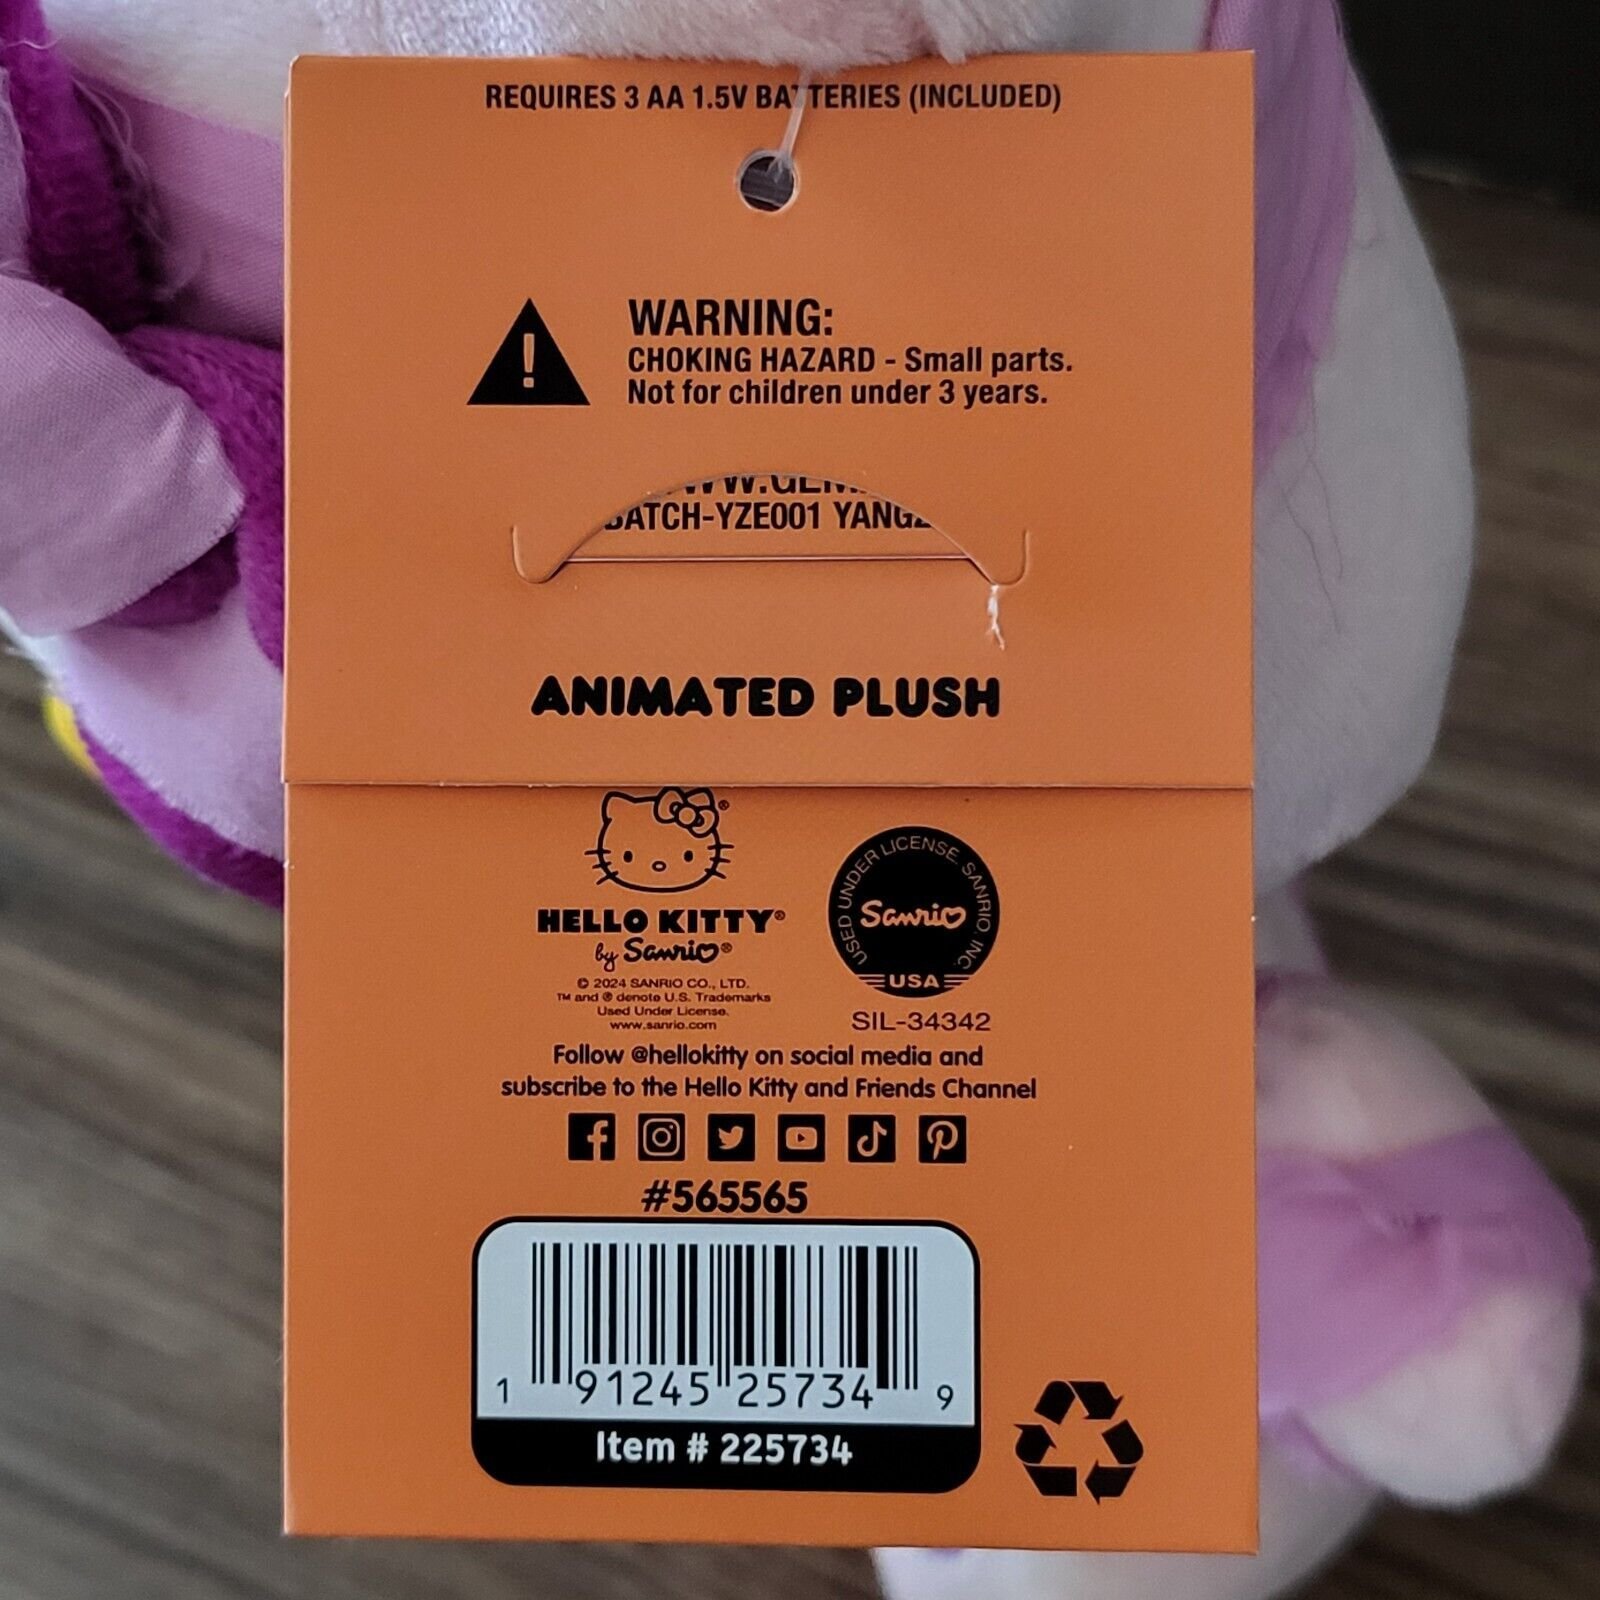 REQUIRES 3 AA 1.5V BATTERIES (INCLUDED)
WARNING:
CHOKING HAZARD - Small parts.
Not for children under 3 years.
BATCH-YZE001
ANIMATED PLUSH
HELLO KITTY®
by Sanrio®
© 2024 SANRIO CO., LTD.
TM and ® denote U.S. Trademarks
Used Under License.
www.sanrio.com
USED UNDER LICENSE. SANRIO, INC.
Sanrio
USA
SIL-34342
Follow @hellokitty on social media and
subscribe to the Hello Kitty and Friends Channel
#565565
1 91245 25734 9
Item # 225734